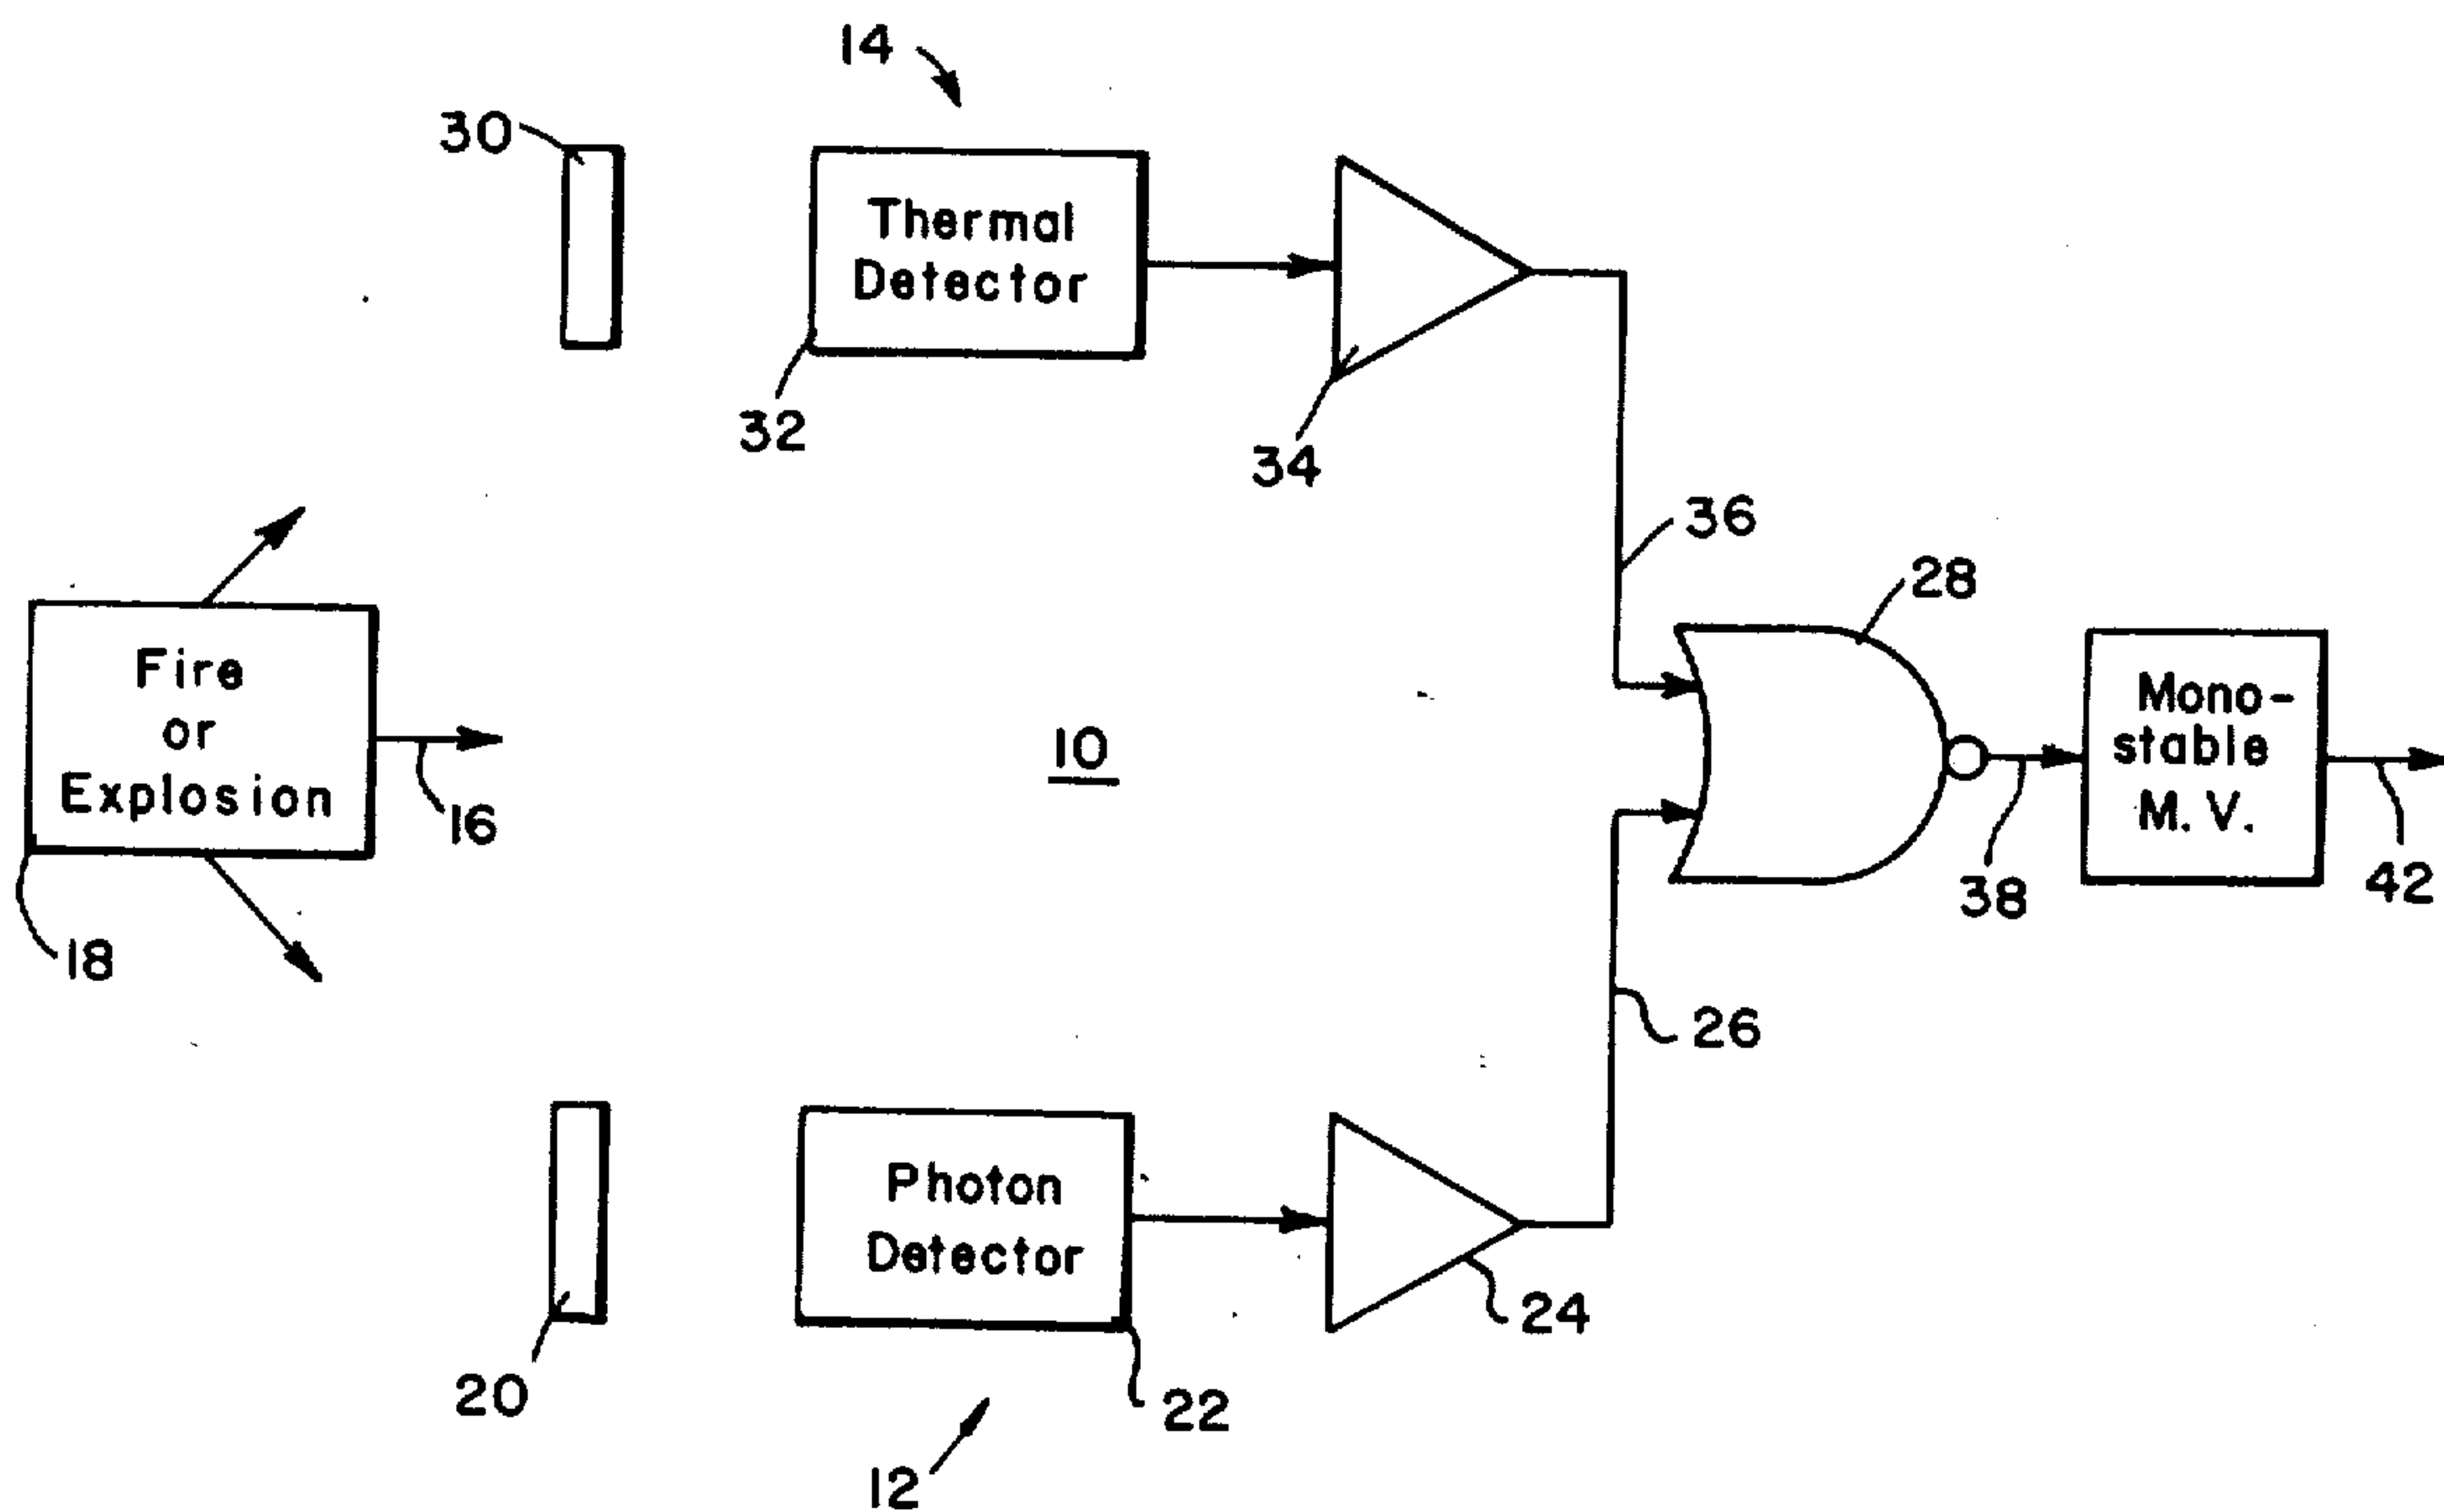 14
30
Thermal
Detector
32
34
36
28
Fire
or
Explosion
16
18
10
Mono-
stable
M. V.
38
42
26
Photon
Detector
24
20
22
12